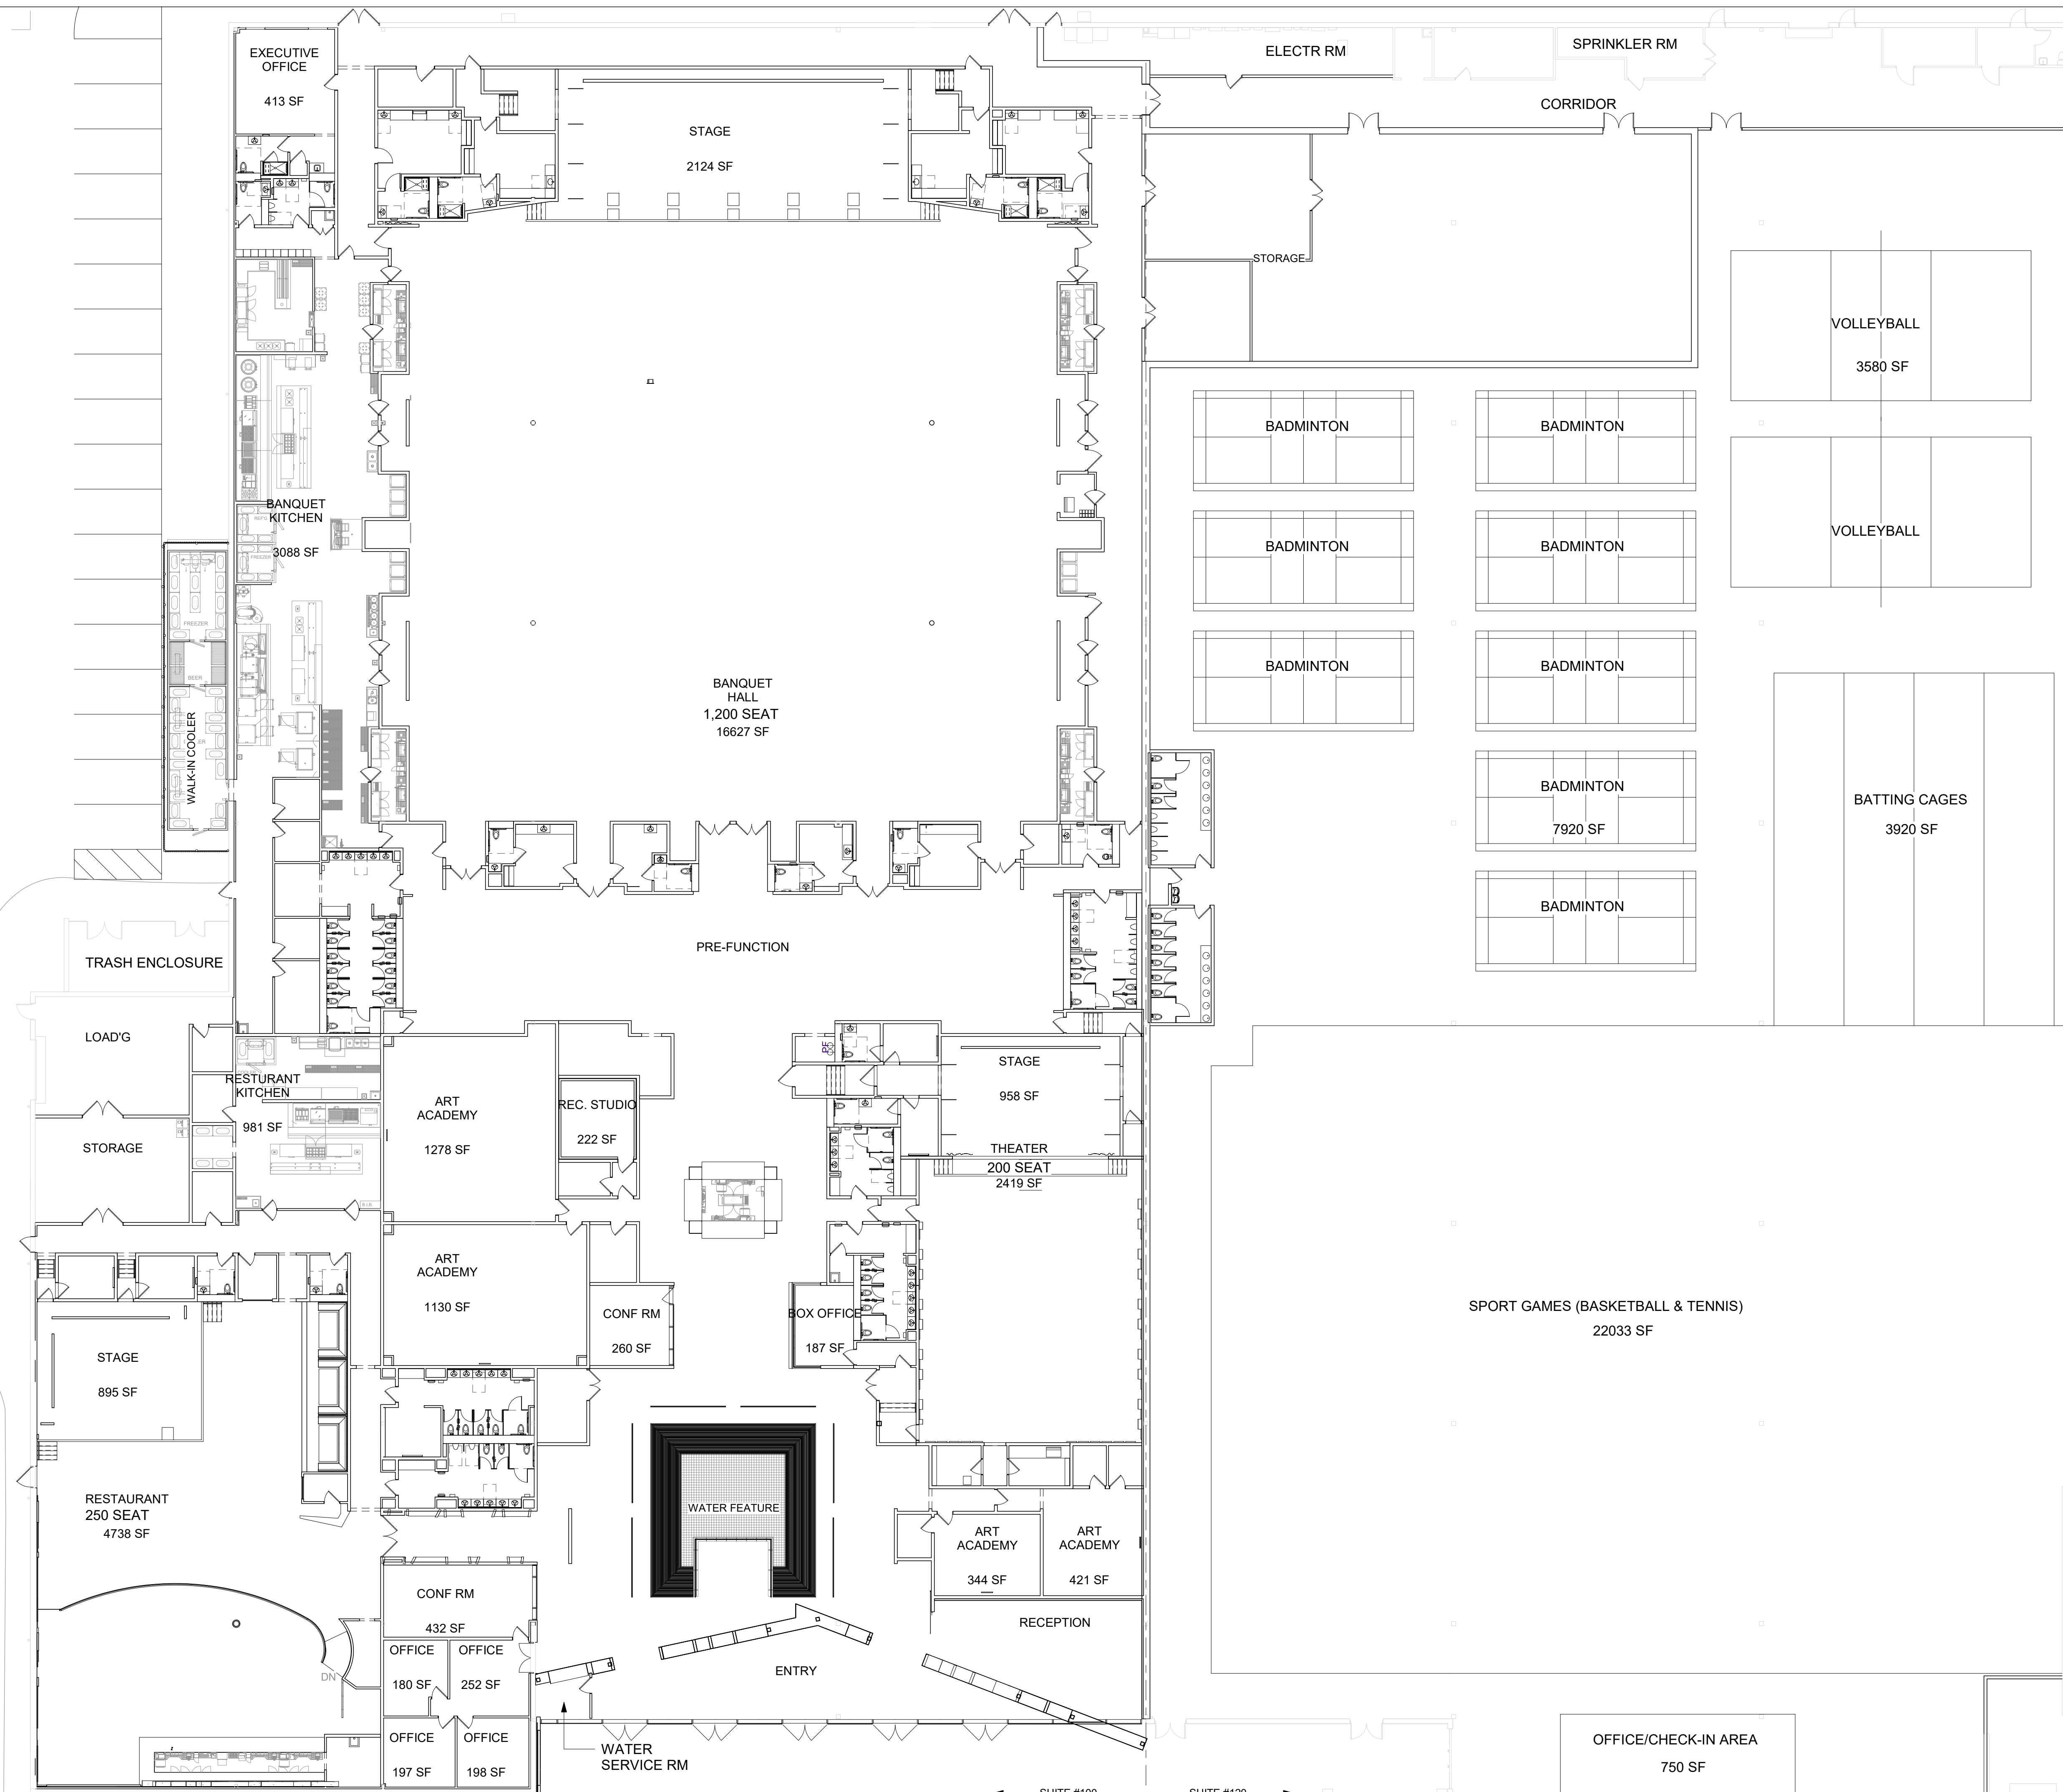 EXECUTIVE
OFFICE
413 SF
STAGE
2124 SF
ELECTR RM
SPRINKLER RM
CORRIDOR
STORAGE
VOLLEYBALL
3580 SF
VOLLEYBALL
BADMINTON
BADMINTON
BADMINTON
BADMINTON
BADMINTON
BADMINTON
BADMINTON
7920 SF
BADMINTON
BATTING CAGES
3920 SF
BANQUET
KITCHEN
3088 SF
FREEZER
FREEZER
BEER
WALK-IN COOLER
BANQUET
HALL
1,200 SEAT
16627 SF
PRE-FUNCTION
TRASH ENCLOSURE
LOAD'G
STORAGE
RESTURANT
KITCHEN
981 SF
ART
ACADEMY
1278 SF
REC. STUDIO
222 SF
STAGE
958 SF
THEATER
200 SEAT
2419 SF
ART
ACADEMY
1130 SF
CONF RM
260 SF
BOX OFFICE
187 SF
SPORT GAMES (BASKETBALL & TENNIS)
22033 SF
STAGE
895 SF
RESTAURANT
250 SEAT
4738 SF
WATER FEATURE
ART
ACADEMY
344 SF
ART
ACADEMY
421 SF
CONF RM
432 SF
RECEPTION
ENTRY
OFFICE
180 SF
OFFICE
252 SF
DN
OFFICE
197 SF
OFFICE
198 SF
WATER
SERVICE RM
OFFICE/CHECK-IN AREA
750 SF
SUITE #100
SUITE #120